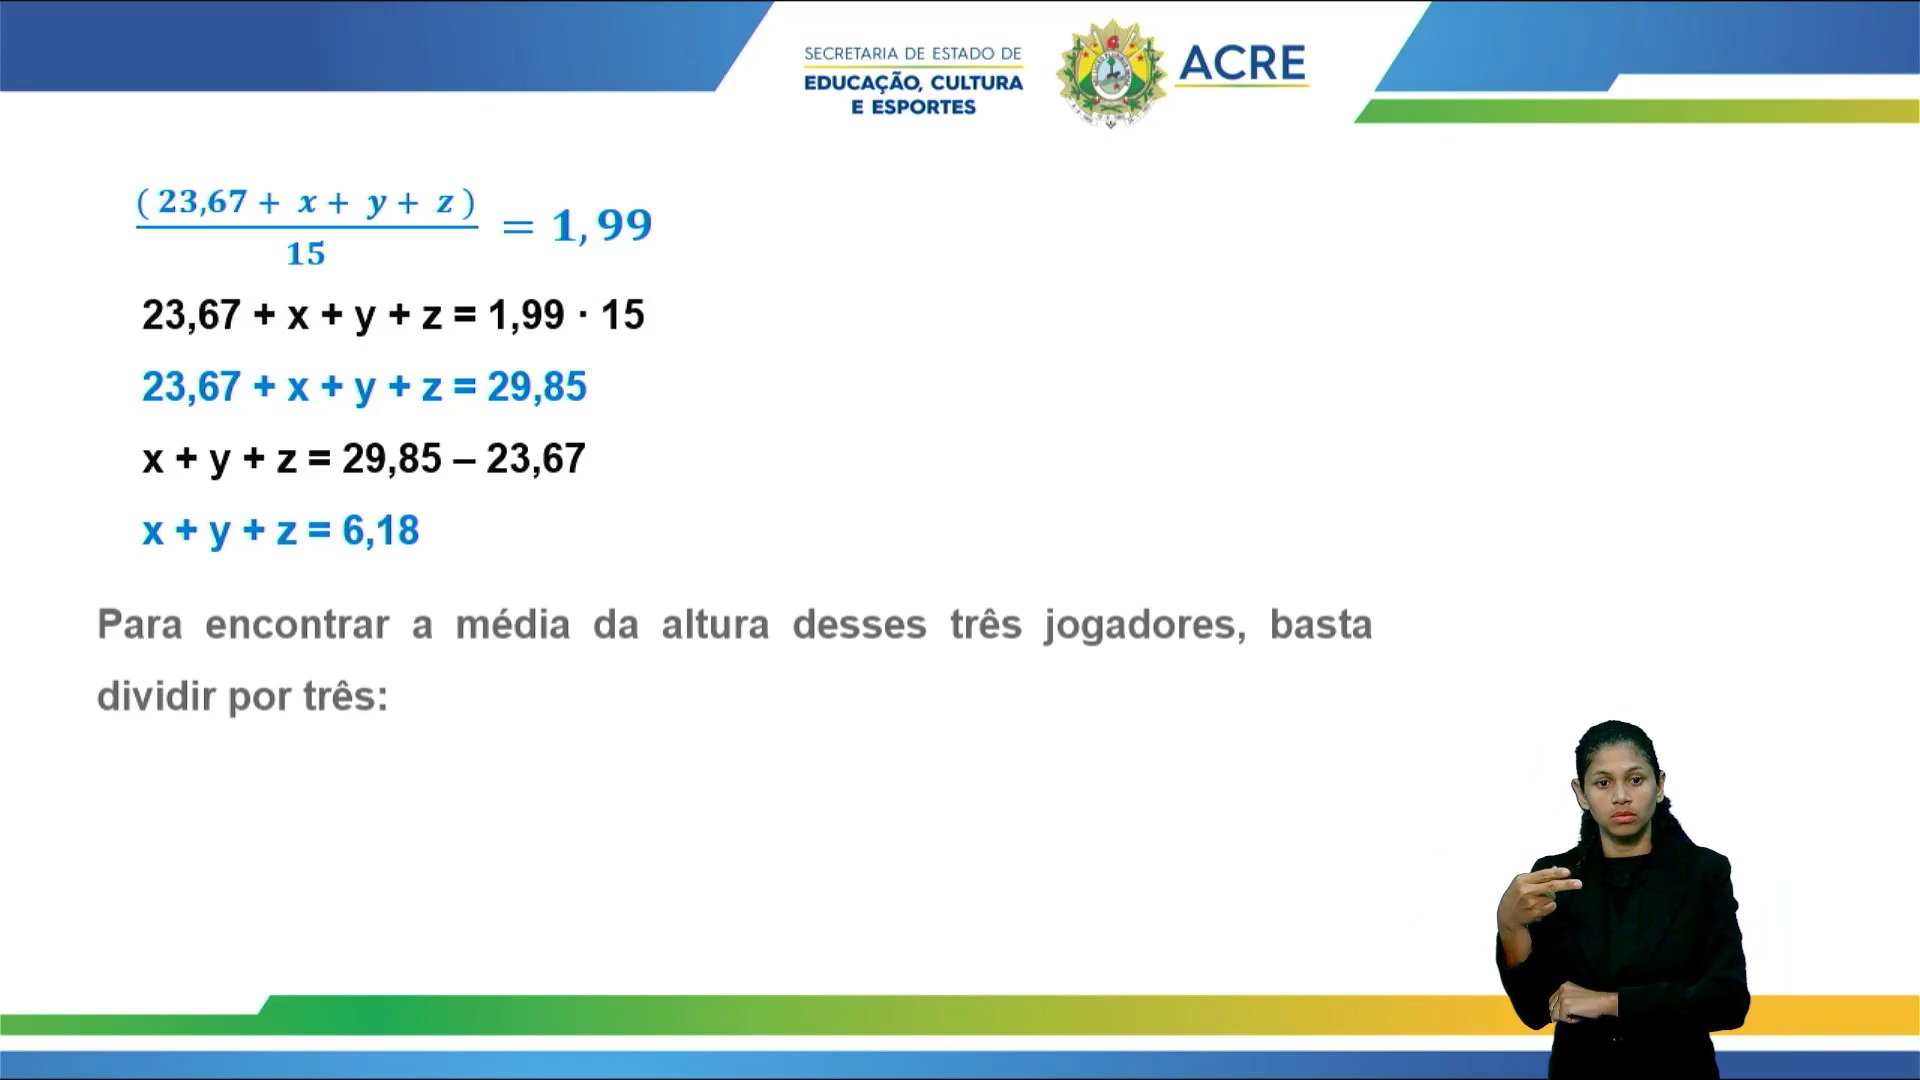 SECRETARIA DE ESTADO DE
EDUCAÇÃO, CULTURA
E ESPORTES
ACRE
( 23,67 + x + y + z )
15
= 1, 99
23,67 + x + y + z = 1,99 · 15
23,67 + x + y + z = 29,85
x + y + z = 29,85 – 23,67
x + y + z = 6,18
Para encontrar a média da altura desses três jogadores, basta
dividir por três: